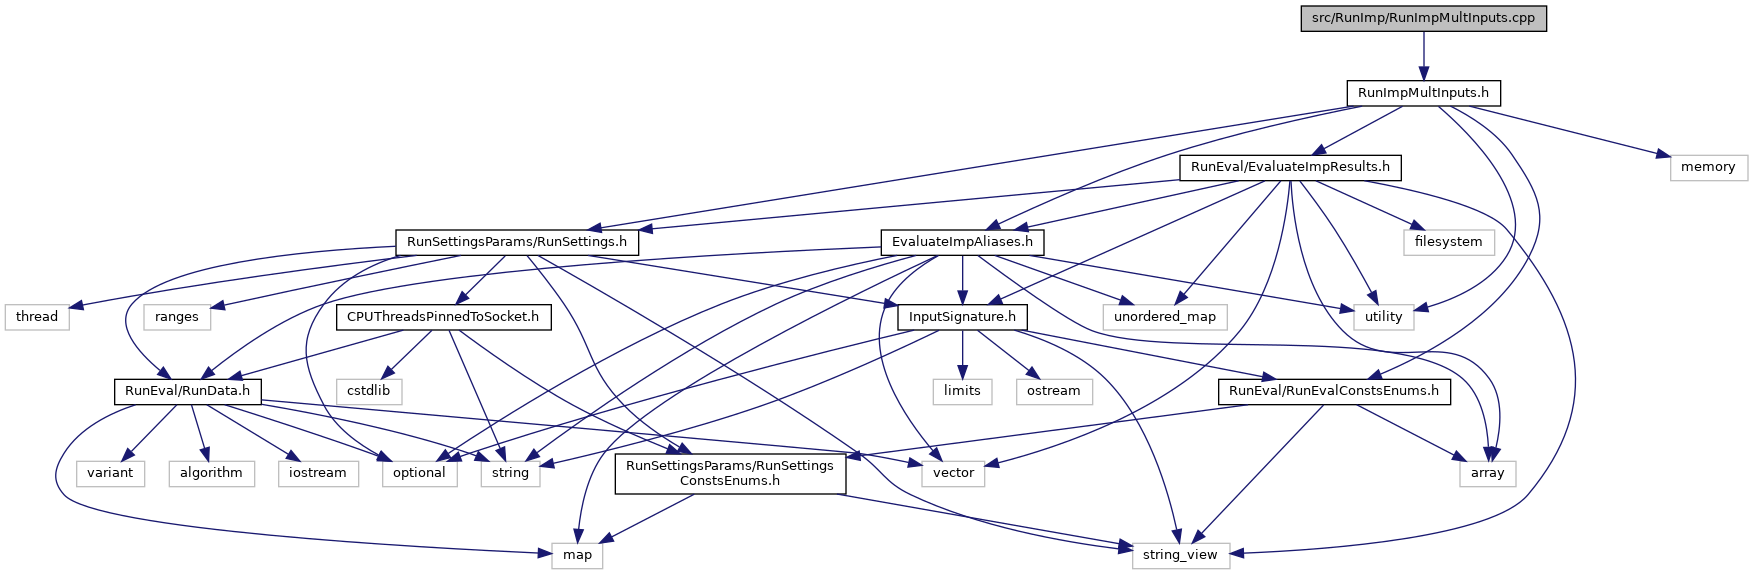 src/RunImp/RunImpMultInputs.cpp
RunImpMultInputs.h
RunEval/EvaluateImpResults.h
memory
RunSettingsParams/RunSettings.h
EvaluateImpAliases.h
filesystem
thread
ranges
CPUThreadsPinnedToSocket.h
InputSignature.h
unordered_map
utility
RunEval/RunData.h
cstdlib
limits
ostream
RunEval/RunEvalConstsEnums.h
variant
algorithm
iostream
optional
string
RunSettingsParams/RunSettings
ConstsEnums.h
vector
array
map
string_view